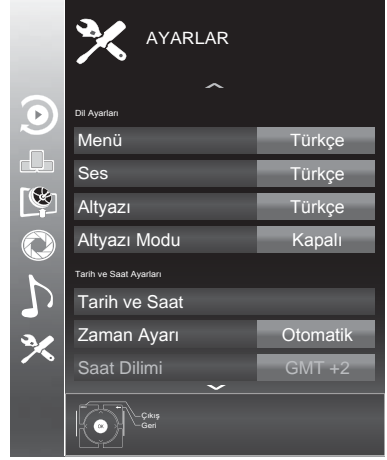 AYARLAR
Dil Ayarları
Menü Türkçe
Ses Türkçe
Altyazı Türkçe
Altyazı Modu Kapalı
Tarih ve Saat Ayarları
Tarih ve Saat
Zaman Ayarı Otomatik
Saat Dilimi GMT +2
Çıkış
Geri
OK